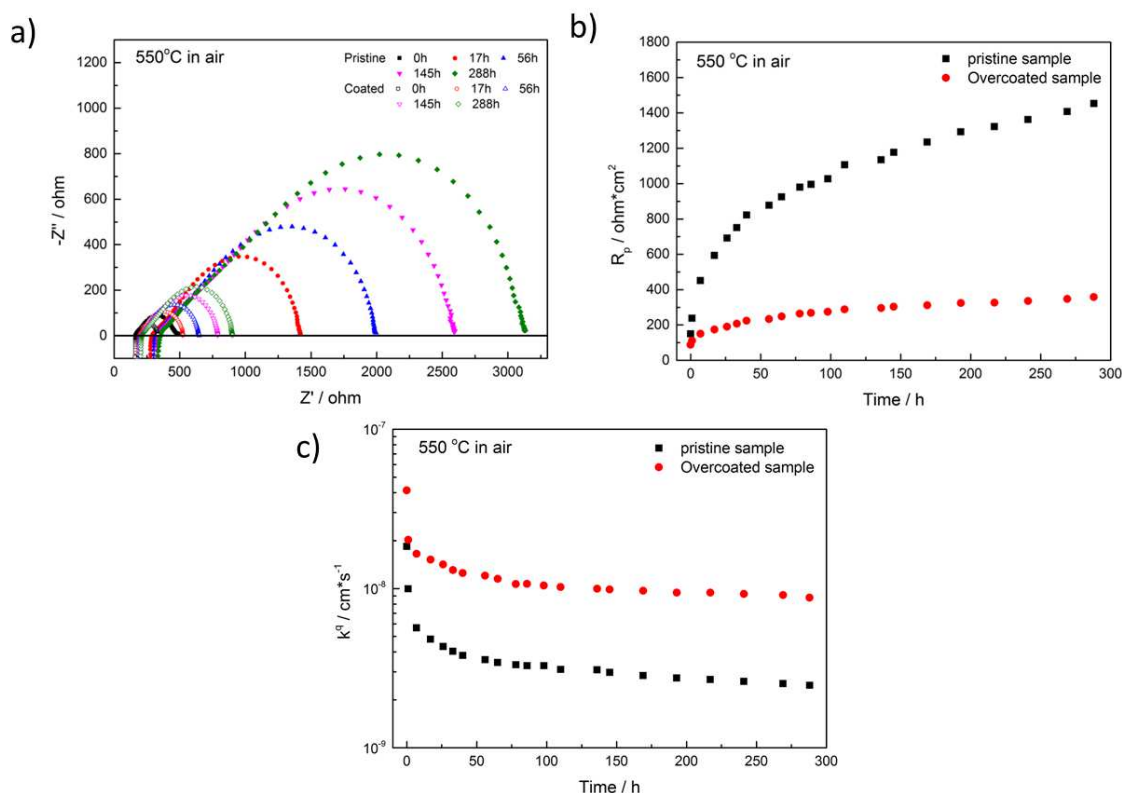 a)
550°C in air
Pristine 0h 17h 56h
145h 288h
Coated 0h 17h 56h
145h 288h
-Z'' / ohm
1200
1000
800
600
400
200
0
0 500 1000 1500 2000 2500 3000
Z' / ohm
b)
550 °C in air
pristine sample
Overcoated sample
Rp / ohm*cm²
1800
1600
1400
1200
1000
800
600
400
200
0
0 50 100 150 200 250 300
Time / h
c)
550 °C in air
pristine sample
Overcoated sample
k^q / cm*s⁻¹
10⁻⁷
10⁻⁸
10⁻⁹
0 50 100 150 200 250 300
Time / h